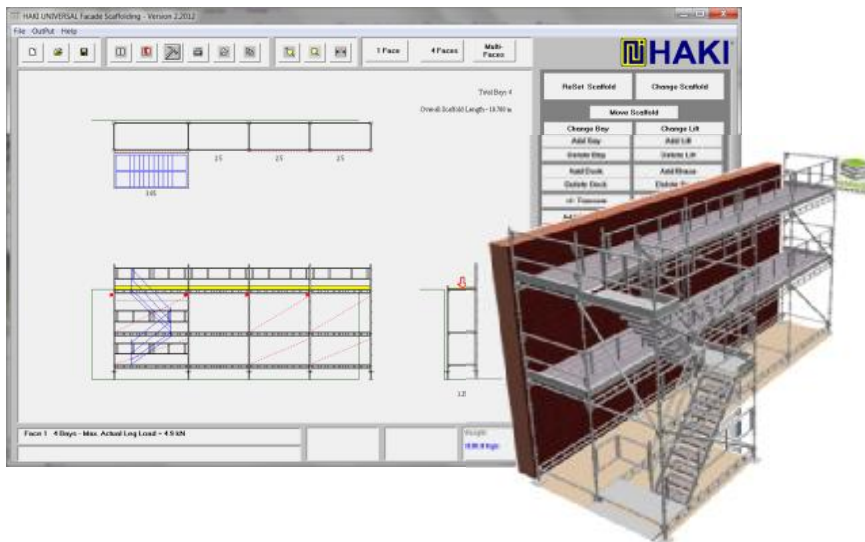 HAKI UNIVERSAL Facade Scaffolding - Version 2.2012
File OutPut Help
1 Face
4 Faces
Multi-
Faces
HAKI
Total Bays 4
ReSet Scaffold
Change Scaffold
Move Scaffold
Change Bay
Change Lift
Add Bay
Add Lift
Delete Bay
Delete Lift
Add Deck
Delete Deck
2.5
2.5
2.5
Face 1 4 Bays - Max. Actual Leg Load = 4.9 kN
Weight